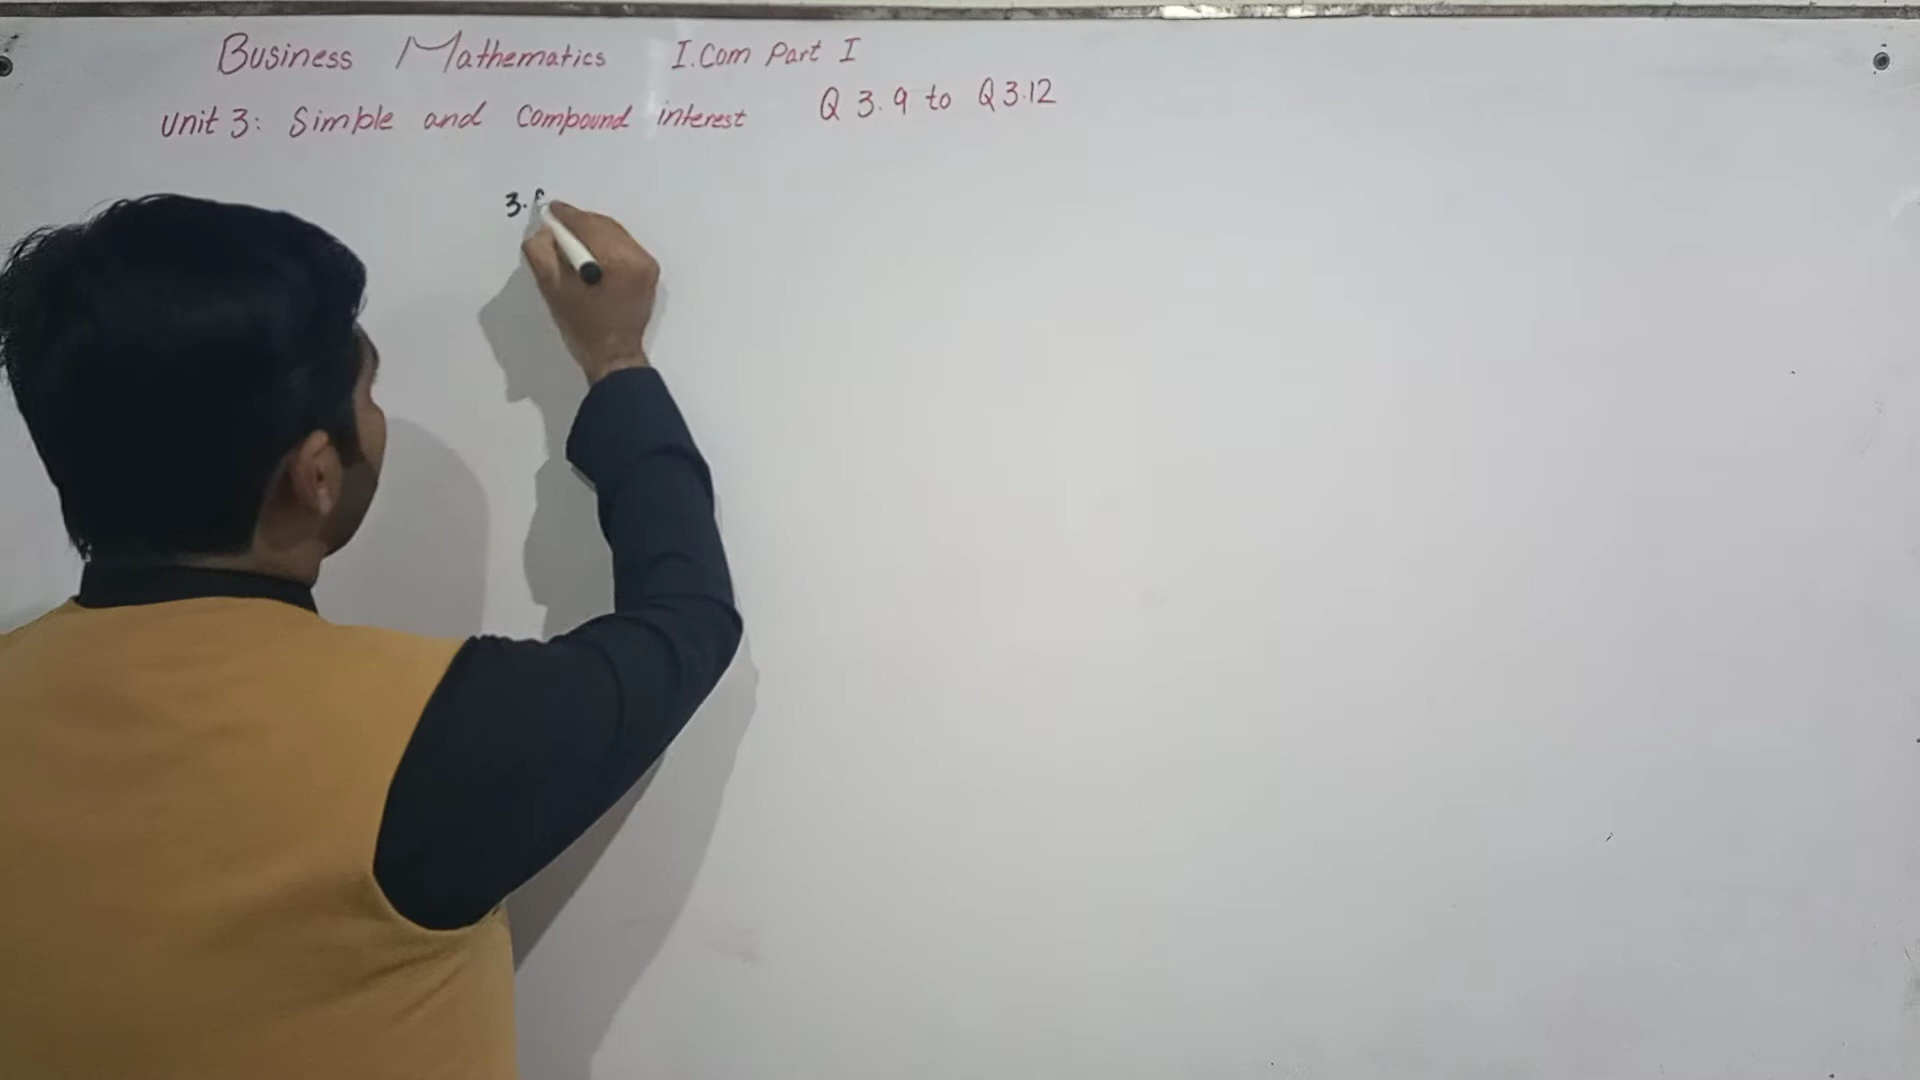 Business Mathematics I.Com Part I
Unit 3: Simple and Compound interest Q 3.9 to Q 3.12
3.